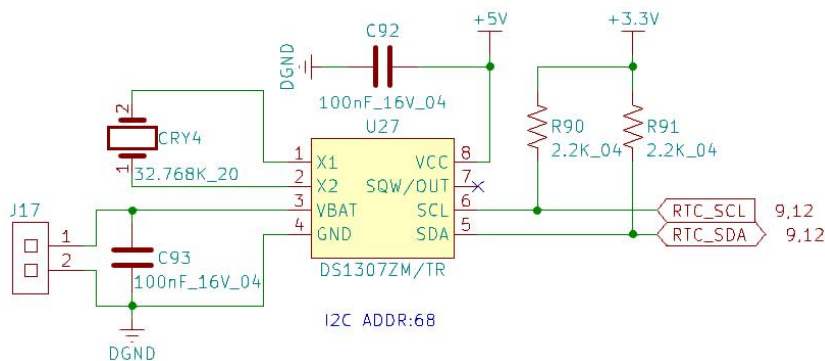 C92
+5V
+3.3V
DGND
100nF_16V_04
U27
2
CRY4
1
32.768K_20
R90
2.2K_04
R91
2.2K_04
1 X1
VCC 8
2 X2
SQW/OUT 7
3 VBAT
SCL 6
4 GND
SDA 5
RTC_SCL 9,12
RTC_SDA 9,12
J17
1
2
C93
100nF_16V_04
DS1307ZM/TR
I2C ADDR:68
DGND